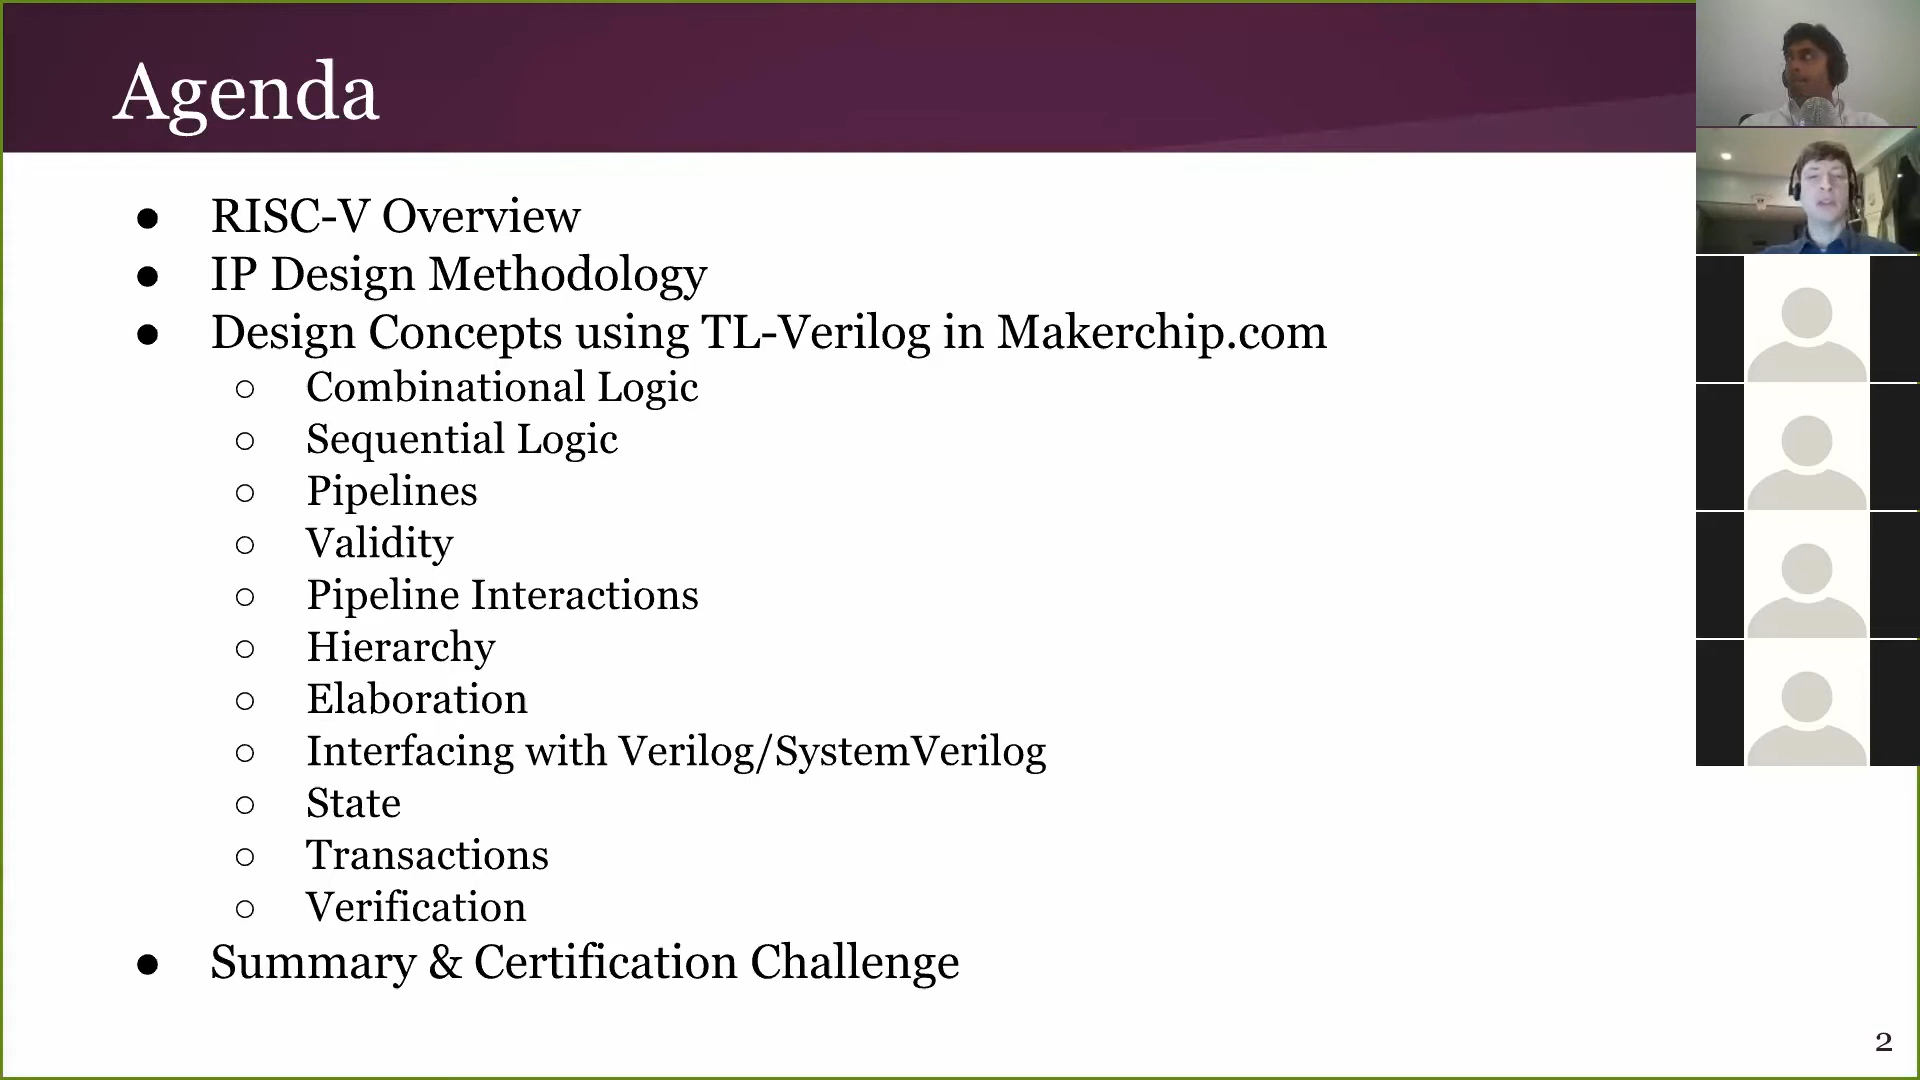 Agenda
● RISC-V Overview
● IP Design Methodology
● Design Concepts using TL-Verilog in Makerchip.com
○ Combinational Logic
○ Sequential Logic
○ Pipelines
○ Validity
○ Pipeline Interactions
○ Hierarchy
○ Elaboration
○ Interfacing with Verilog/SystemVerilog
○ State
○ Transactions
○ Verification
● Summary & Certification Challenge
2